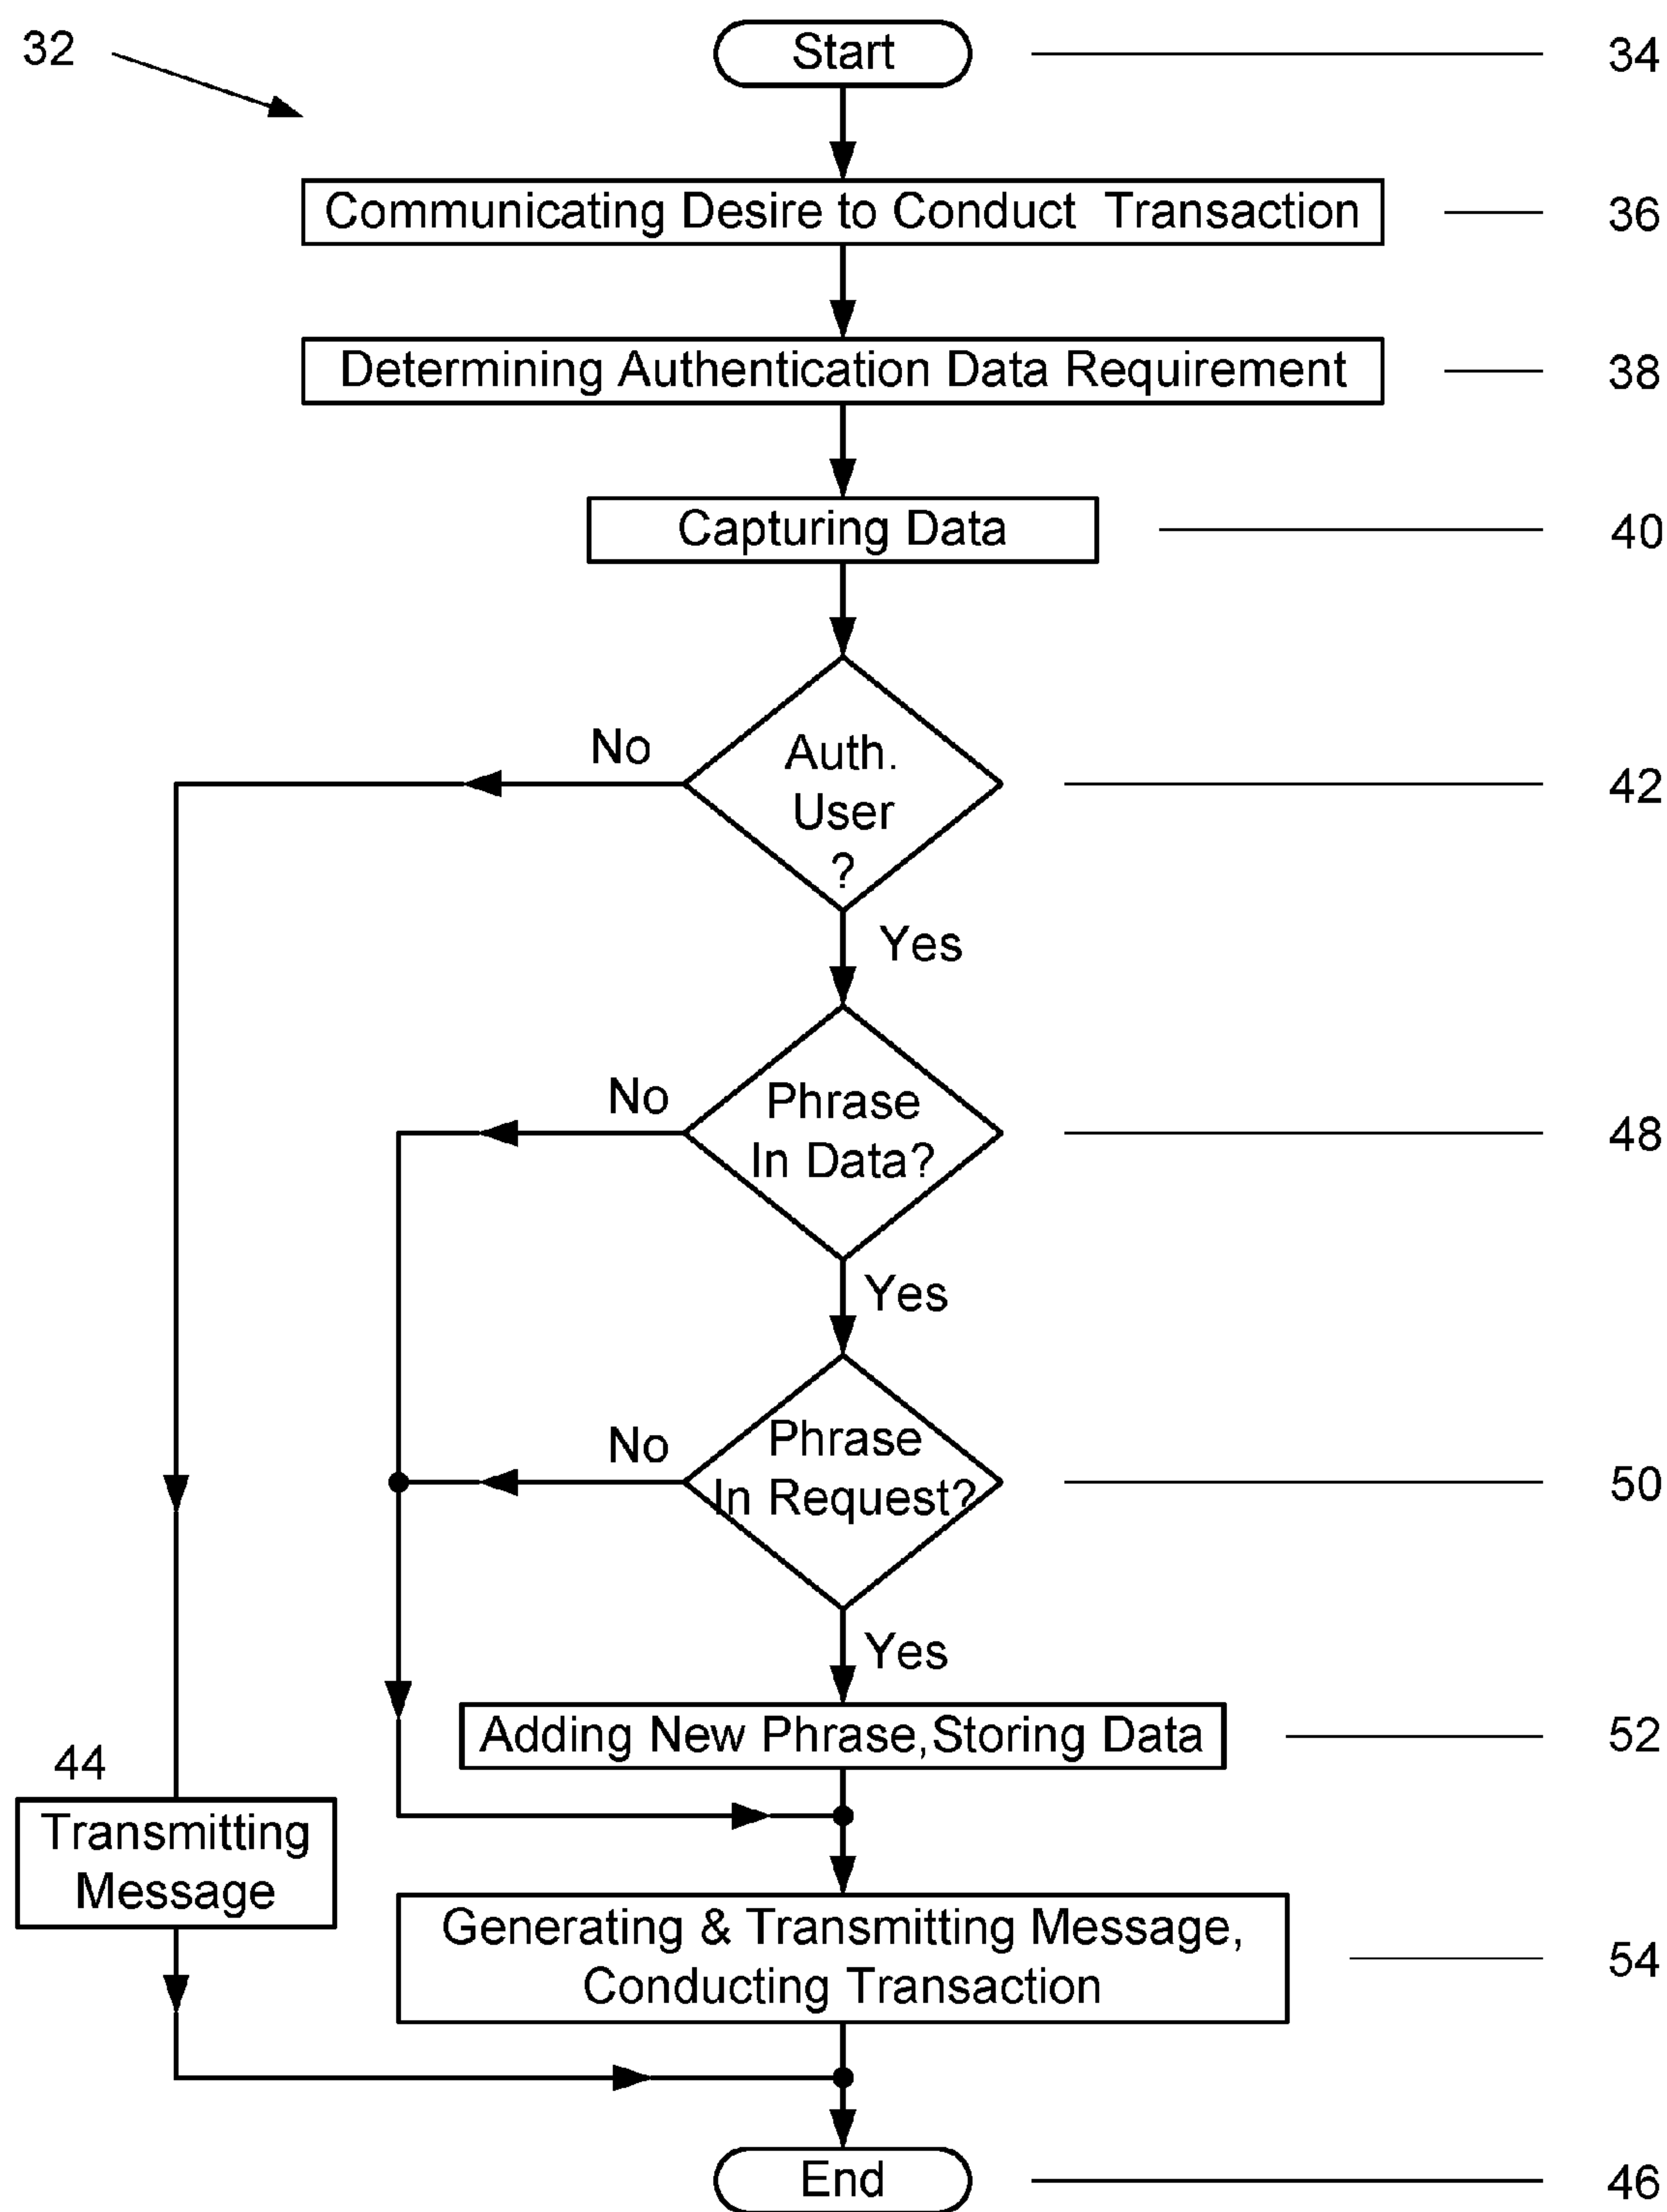 32
Start
34
Communicating Desire to Conduct Transaction
36
Determining Authentication Data Requirement
38
Capturing Data
40
No
Auth.
User
?
42
Yes
No
Phrase
In Data?
48
Yes
No
Phrase
In Request?
50
Yes
Adding New Phrase,Storing Data
52
44
Transmitting
Message
Generating & Transmitting Message,
Conducting Transaction
54
End
46